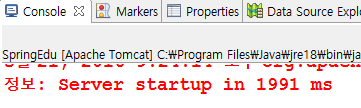 Console Markers Properties Data Source Explo
SpringEdu [Apache Tomcat] C:₩Program Files₩Java₩jre18₩bin₩ja
정보: Server startup in 1991 ms